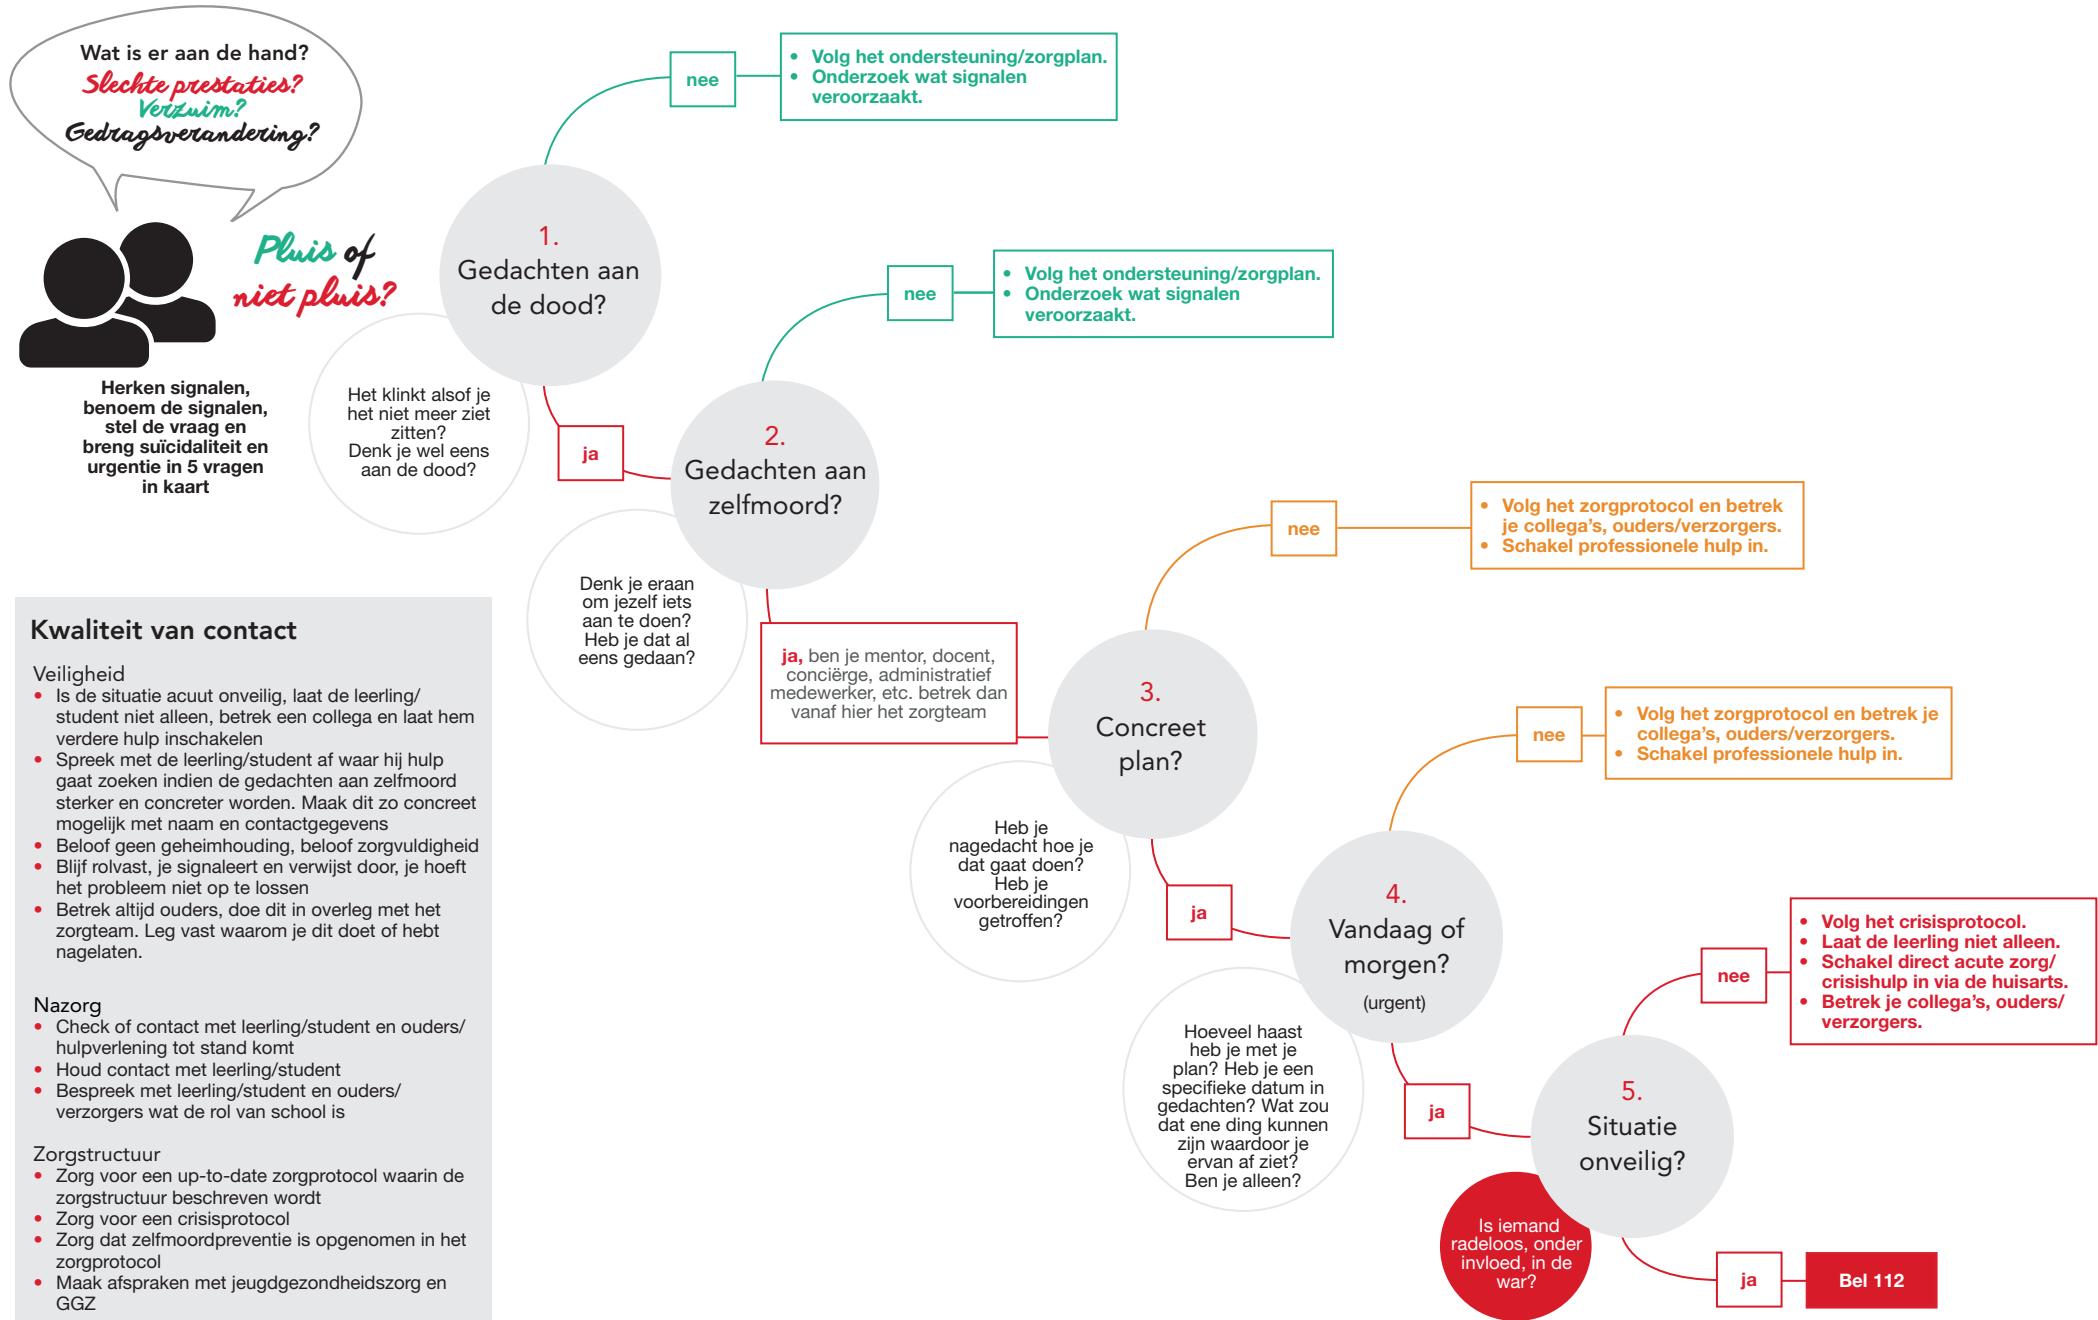 Wat is er aan de hand?
Slechte prestaties?
Verzuim?
Gedragsverandering?
Pluis of
niet pluis?
Herken signalen,
benoem de signalen,
stel de vraag en
breng suïcidaliteit en
urgentie in 5 vragen
in kaart
1.
Gedachten aan
de dood?
Het klinkt alsof je
het niet meer ziet
zitten?
Denk je wel eens
aan de dood?
nee
• Volg het ondersteuning/zorgplan.
• Onderzoek wat signalen
veroorzaakt.
ja
2.
Gedachten aan
zelfmoord?
Denk je eraan
om jezelf iets
aan te doen?
Heb je dat al
eens gedaan?
nee
• Volg het ondersteuning/zorgplan.
• Onderzoek wat signalen
veroorzaakt.
ja, ben je mentor, docent,
conciërge, administratief
medewerker, etc. betrek dan
vanaf hier het zorgteam
3.
Concreet
plan?
Heb je
nagedacht hoe je
dat gaat doen?
Heb je
voorbereidingen
getroffen?
nee
• Volg het zorgprotocol en betrek
je collega's, ouders/verzorgers.
• Schakel professionele hulp in.
ja
4.
Vandaag of
morgen?
(urgent)
Hoeveel haast
heb je met je
plan? Heb je een
specifieke datum in
gedachten? Wat zou
dat ene ding kunnen
zijn waardoor je
ervan af ziet?
Ben je alleen?
nee
• Volg het zorgprotocol en betrek je
collega's, ouders/verzorgers.
• Schakel professionele hulp in.
ja
5.
Situatie
onveilig?
Is iemand
radeloos, onder
invloed, in de
war?
nee
• Volg het crisisprotocol.
• Laat de leerling niet alleen.
• Schakel direct acute zorg/
crisishulp in via de huisarts.
• Betrek je collega's, ouders/
verzorgers.
ja
Bel 112
Kwaliteit van contact
Veiligheid
• Is de situatie acuut onveilig, laat de leerling/
student niet alleen, betrek een collega en laat hem
verdere hulp inschakelen
• Spreek met de leerling/student af waar hij hulp
gaat zoeken indien de gedachten aan zelfmoord
sterker en concreter worden. Maak dit zo concreet
mogelijk met naam en contactgegevens
• Beloof geen geheimhouding, beloof zorgvuldigheid
• Blijf rolvast, je signaleert en verwijst door, je hoeft
het probleem niet op te lossen
• Betrek altijd ouders, doe dit in overleg met het
zorgteam. Leg vast waarom je dit doet of hebt
nagelaten.
Nazorg
• Check of contact met leerling/student en ouders/
hulpverlening tot stand komt
• Houd contact met leerling/student
• Bespreek met leerling/student en ouders/
verzorgers wat de rol van school is
Zorgstructuur
• Zorg voor een up-to-date zorgprotocol waarin de
zorgstructuur beschreven wordt
• Zorg voor een crisisprotocol
• Zorg dat zelfmoordpreventie is opgenomen in het
zorgprotocol
• Maak afspraken met jeugdgezondheidszorg en
GGZ